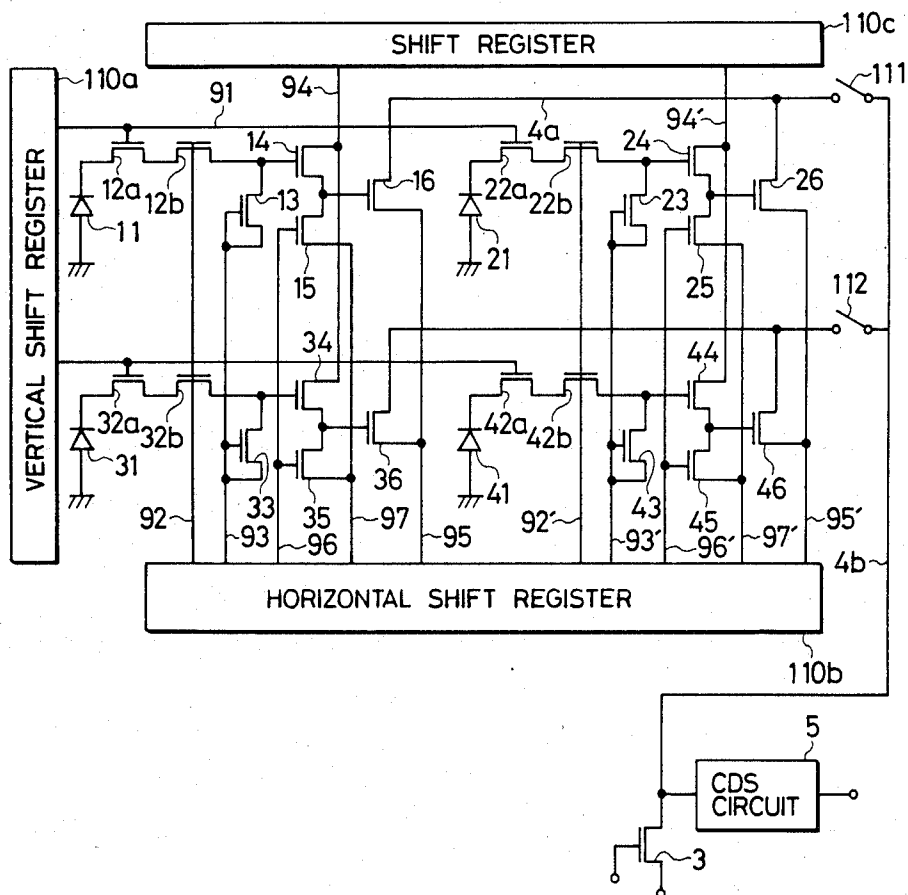 110c
SHIFT REGISTER
110a
111
91
94
4a
94'
14
24
12a
12b
13
16
22a
22b
23
26
11
15
21
25
112
VERTICAL SHIFT REGISTER
34
44
32a
32b
42a
42b
31
33
35
36
41
43
45
46
92
93
96
97
95
92'
93'
96'
97'
95'
4b
HORIZONTAL SHIFT REGISTER
110b
5
CDS
CIRCUIT
3